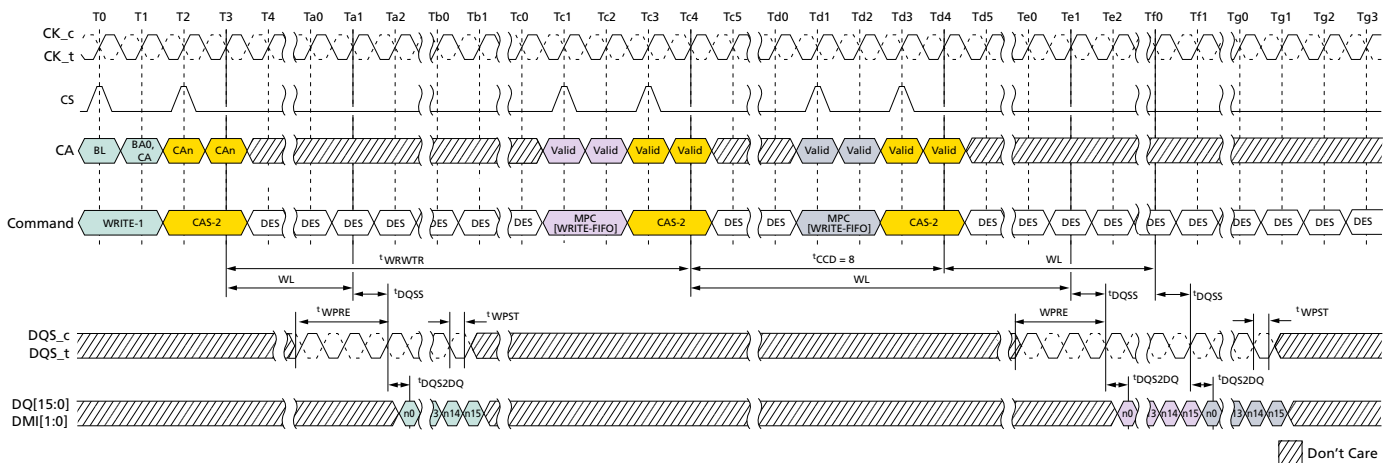 T0 T1 T2 T3 T4 Ta0 Ta1 Ta2 Tb0 Tb1 Tc0 Tc1 Tc2 Tc3 Tc4 Tc5 Td0 Td1 Td2 Td3 Td4 Td5 Te0 Te1 Te2 Tf0 Tf1 Tg0 Tg1 Tg2 Tg3
CK_c
CK_t
CS
CA BL BA0, CA CAn CAn Valid Valid Valid Valid Valid Valid Valid Valid
Command WRITE-1 CAS-2 DES DES DES DES DES DES DES MPC [WRITE-FIFO] CAS-2 DES DES MPC [WRITE-FIFO] CAS-2 DES DES DES DES DES DES DES DES DES DES
tWRWTR tCCD = 8 WL
WL WL
tDQSS tDQSS tDQSS
tWPRE tWPST WPRE tWPST
DQS_c
DQS_t
tDQS2DQ tDQS2DQ tDQS2DQ
DQ[15:0]
DMI[1:0]
n0 13 n14 n15 n0 13 n14 n15 n0 13 n14 n15
Don't Care